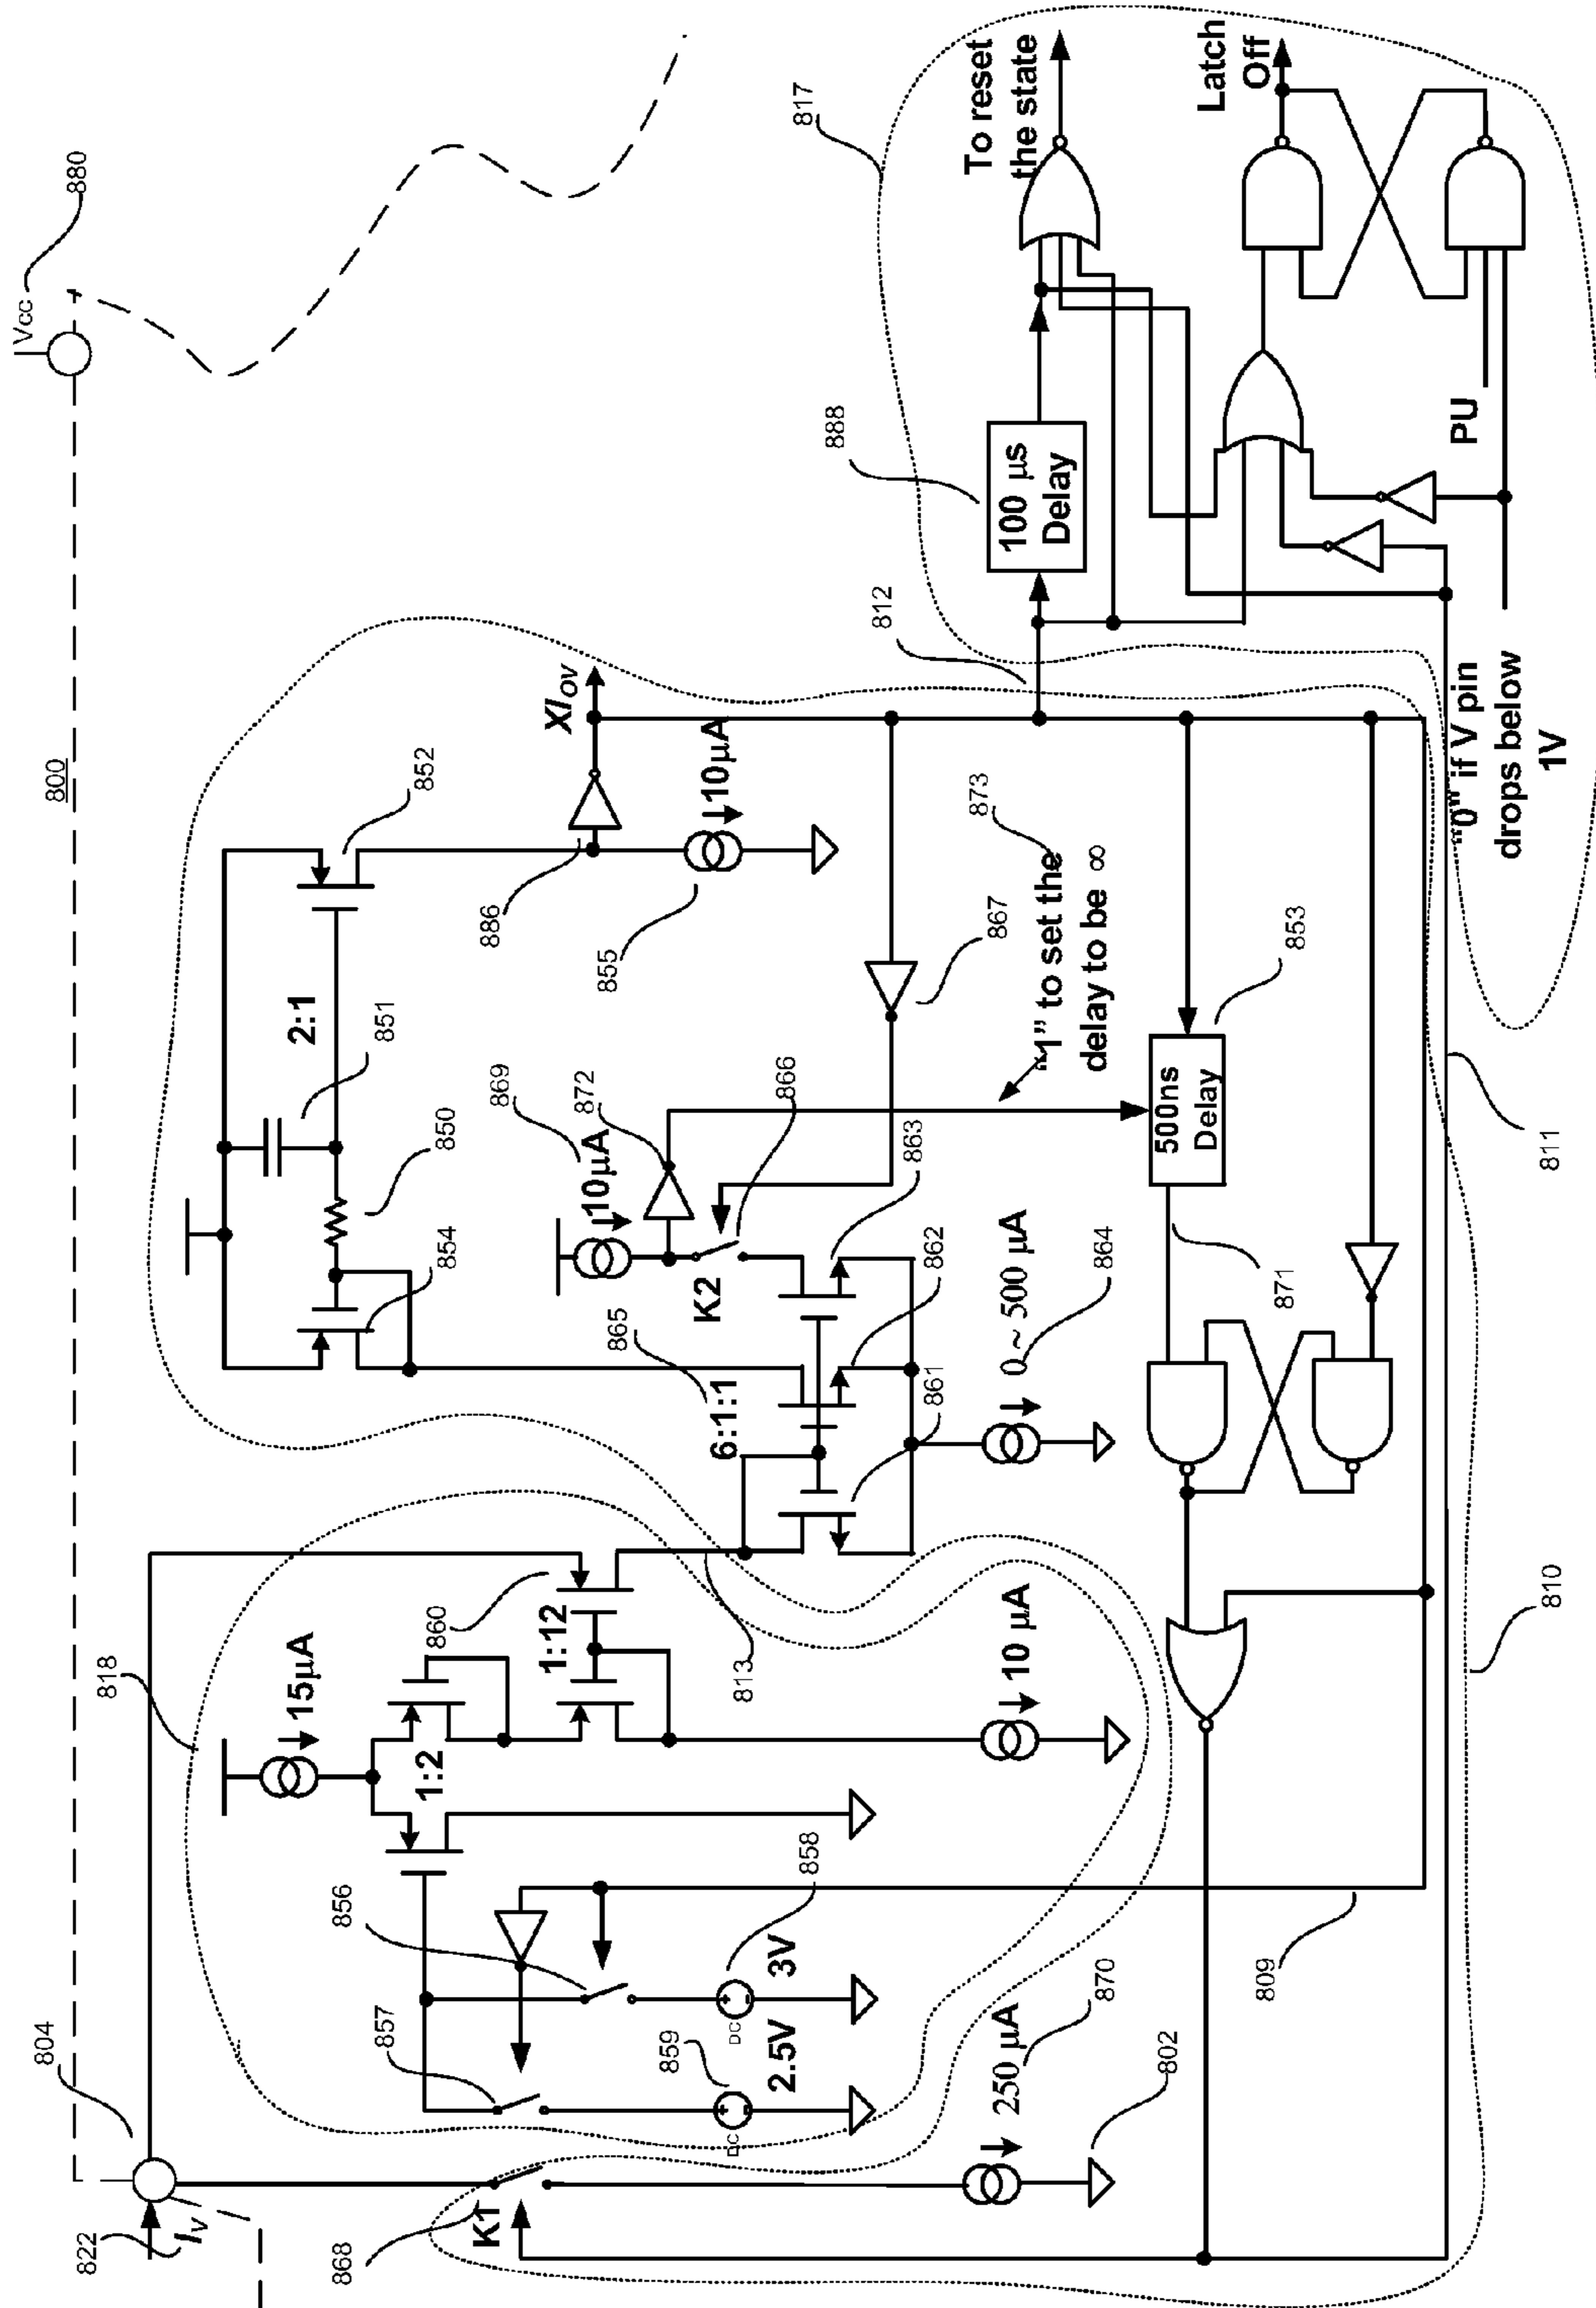 800
Vcc
880
804
822
I_V
818
15µA
1:2
860
1:12
813
10 µA
856
857
858
3V
DC
859
2.5V
DC
868
K1
250 µA
870
802
809
810
811
812
852
2:1
851
850
854
886
855
10µA
XI_OV
869
10µA
872
866
K2
865
6:1:1
863
862
861
0 ~ 500 µA
864
867
873
"1" to set the
delay to be ∞
853
500ns
Delay
871
817
888
100 µs
Delay
To reset
the state
Latch
Off
PU
"0" if V pin
drops below
1V